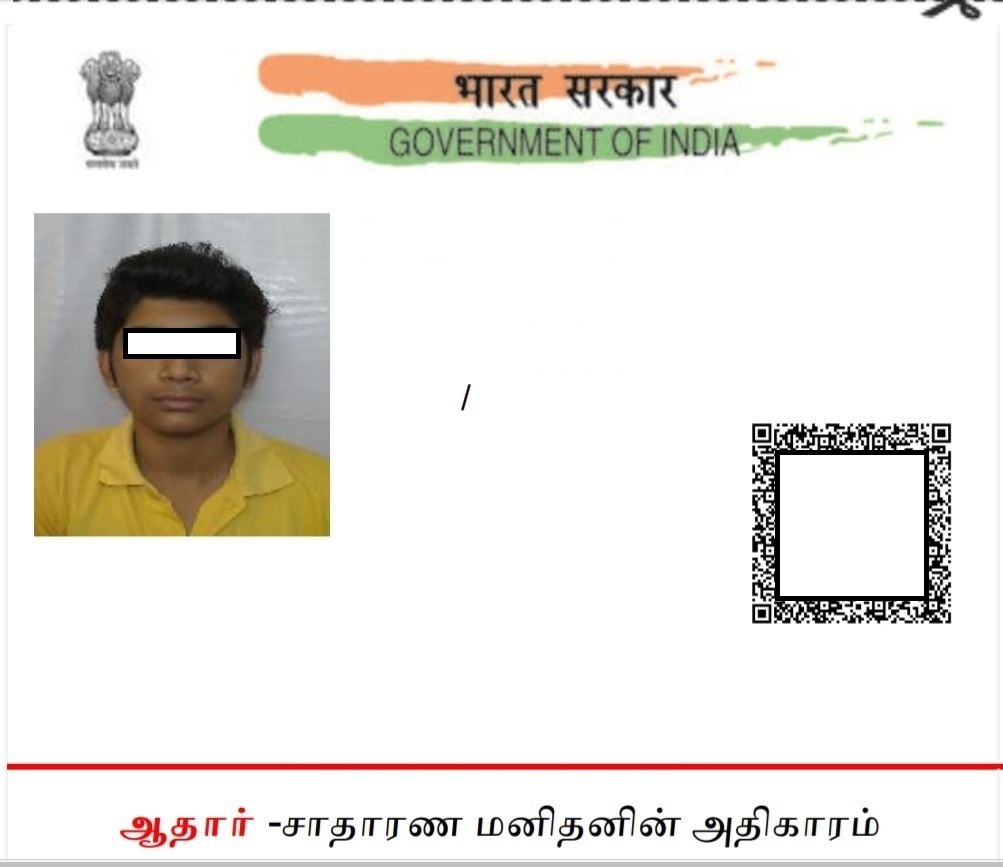 भारत सरकार
GOVERNMENT OF INDIA
/
ஆதார் -சாதாரண மனிதனின் அதிகாரம்